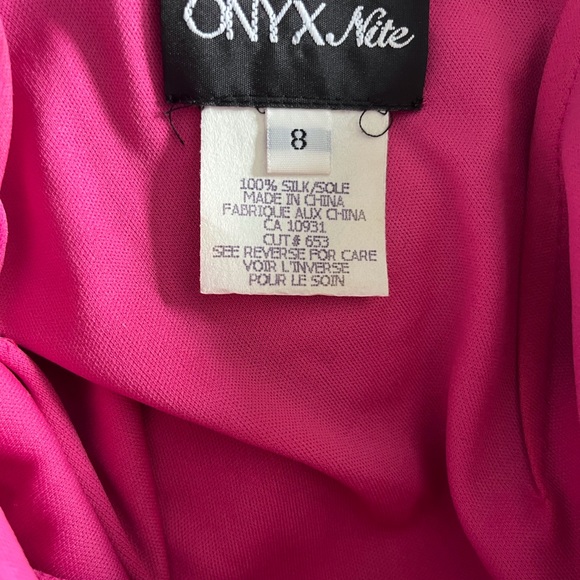 ONYX Nite
8
100% SILK/SOLE
MADE IN CHINA
FABRIQUE AUX CHINA
CA 10931
CUT# 653
SEE REVERSE FOR CARE
VOIR L'INVERSE
POUR LE SOIN